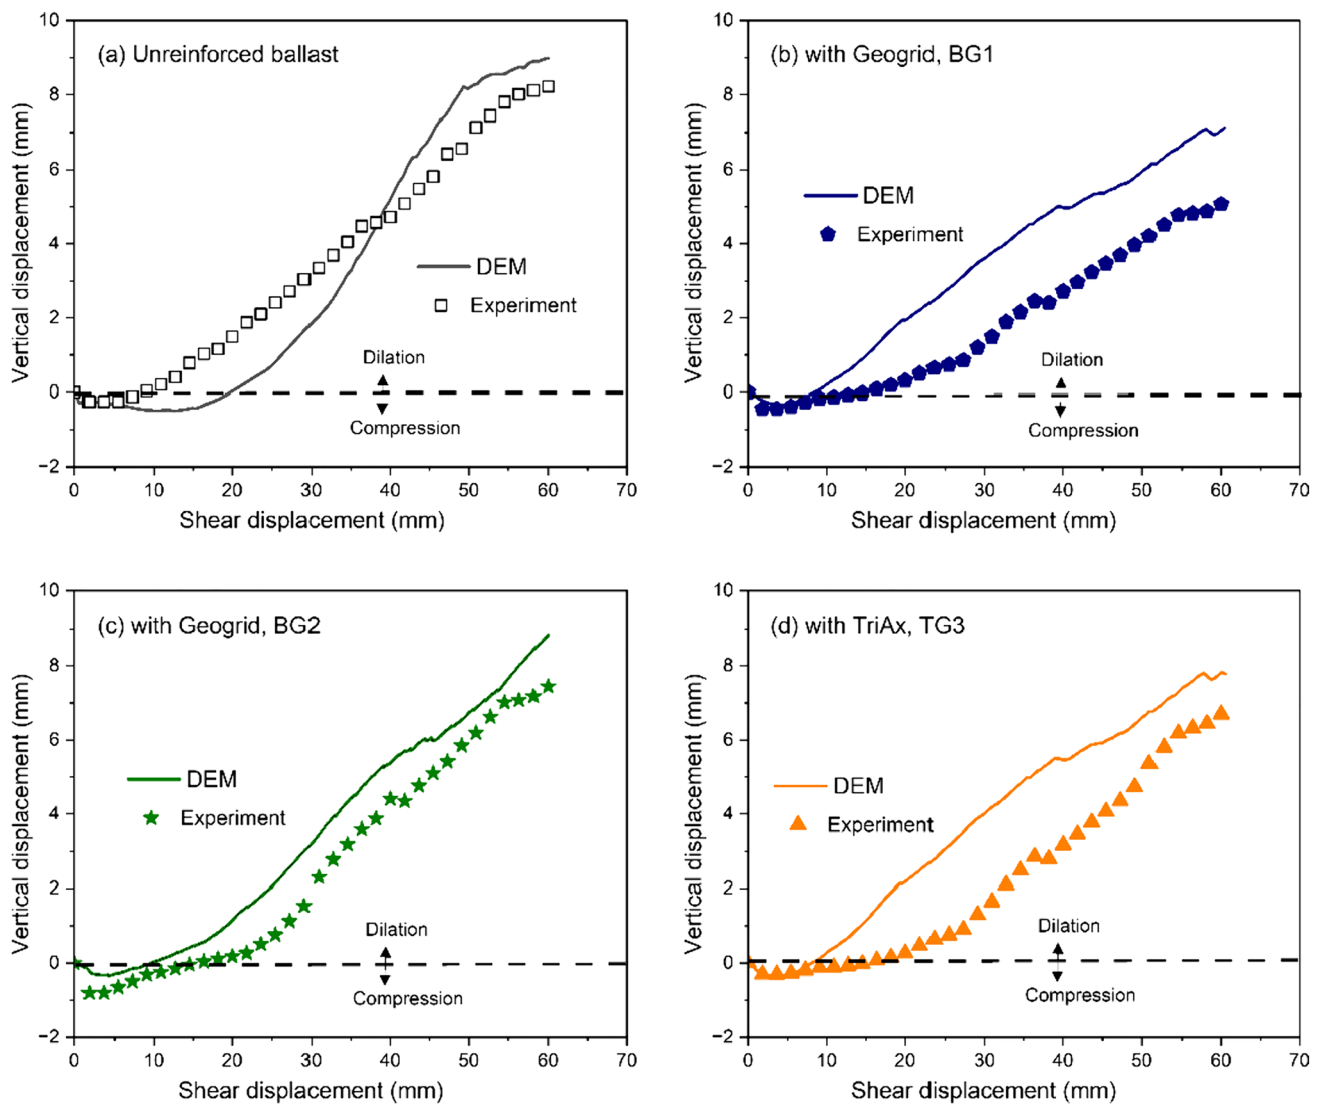 (a) Unreinforced ballast
Vertical displacement (mm)
10
8
6
4
2
0
−2
DEM
Experiment
Dilation
Compression
0 10 20 30 40 50 60 70
Shear displacement (mm)
(b) with Geogrid, BG1
Vertical displacement (mm)
10
8
6
4
2
0
−2
DEM
Experiment
Dilation
Compression
0 10 20 30 40 50 60 70
Shear displacement (mm)
(c) with Geogrid, BG2
Vertical displacement (mm)
10
8
6
4
2
0
−2
DEM
Experiment
Dilation
Compression
0 10 20 30 40 50 60 70
Shear displacement (mm)
(d) with TriAx, TG3
Vertical displacement (mm)
10
8
6
4
2
0
−2
DEM
Experiment
Dilation
Compression
0 10 20 30 40 50 60 70
Shear displacement (mm)